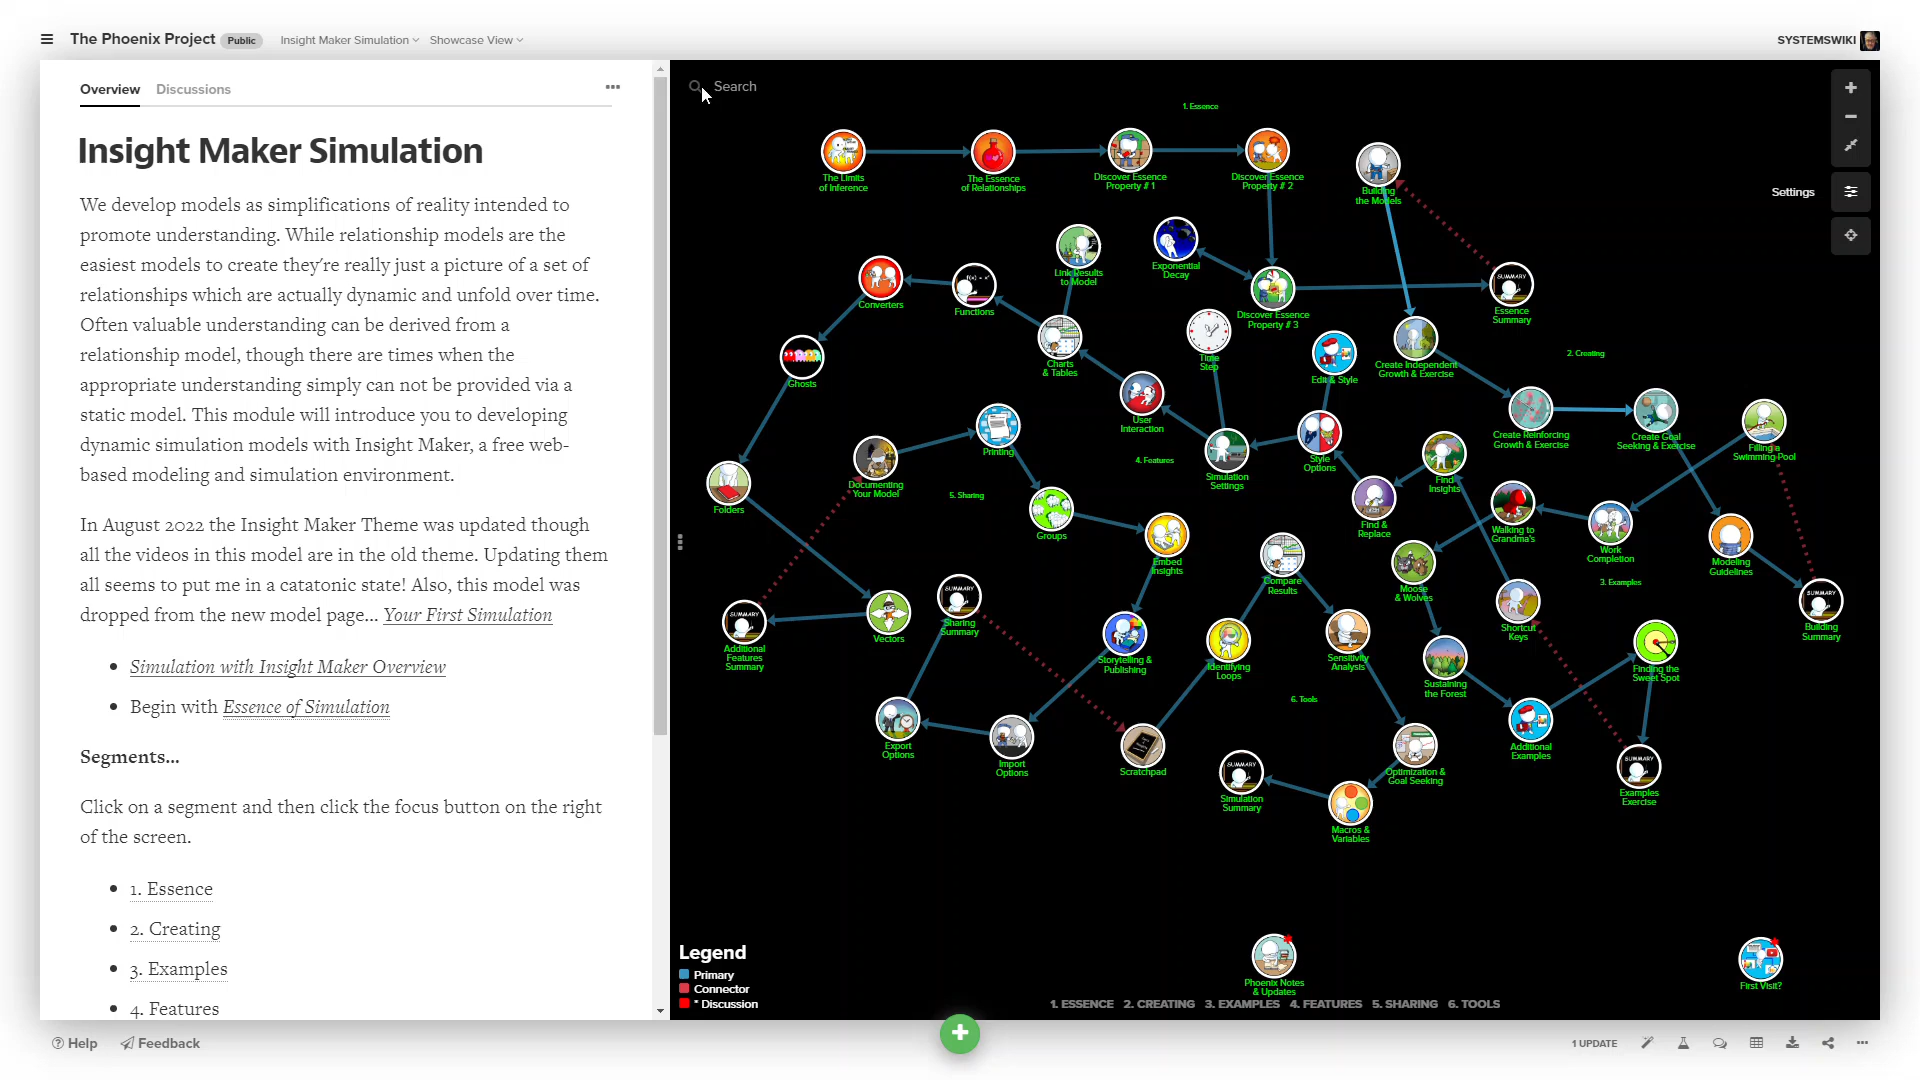 The Phoenix Project Public Insight Maker Simulation Showcase View
SYSTEMSWIKI
Overview Discussions
Insight Maker Simulation
We develop models as simplifications of reality intended to
promote understanding. While relationship models are the
easiest models to create they're really just a picture of a set of
relationships which are actually dynamic and unfold over time.
Often valuable understanding can be derived from a
relationship model, though there are times when the
appropriate understanding simply can not be provided via a
static model. This module will introduce you to developing
dynamic simulation models with Insight Maker, a free web-
based modeling and simulation environment.
In August 2022 the Insight Maker Theme was updated though
all the videos in this model are in the old theme. Updating them
all seems to put me in a catatonic state! Also, this model was
dropped from the new model page... Your First Simulation
Simulation with Insight Maker Overview
Begin with Essence of Simulation
Segments...
Click on a segment and then click the focus button on the right
of the screen.
1. Essence
2. Creating
3. Examples
4. Features
Search
Settings
1. Essence
The Limits
of Inference
The Essence
of Relationships
Discover Essence
Property # 1
Discover Essence
Property # 2
Building
the Models
Link Results
to Model
Exponential
Decay
Converters
f(x) =
Functions
Discover Essence
Property # 3
SUMMARY
Essence
Summary
2. Creating
Ghosts
Charts
& Tables
Time
Step
Edit & Style
Create Independent
Growth & Exercise
User
Interaction
Create Reinforcing
Growth & Exercise
Create Goal
Seeking & Exercise
Filling a
Swimming Pool
4. Features
Printing
Style
Options
Simulation
Settings
Find
Insights
Documenting
Your Model
5. Sharing
Folders
Groups
Find &
Replace
Walking to
Grandma's
Work
Completion
Modeling
Guidelines
Embed
Insights
Compare
Results
Moose
& Wolves
3. Examples
SUMMARY
Sharing
Summary
SUMMARY
Additional
Features
Summary
Vectors
Shortcut
Keys
SUMMARY
Building
Summary
Storytelling &
Publishing
Identifying
Loops
Sensitivity
Analysis
Sustaining
the Forest
Finding the
Sweet Spot
6. Tools
Export
Options
Import
Options
Scratchpad
Additional
Examples
SUMMARY
Simulation
Summary
Optimization &
Goal Seeking
SUMMARY
Examples
Exercise
Macros &
Variables
Legend
Primary
Connector
* Discussion
Phoenix Notes
& Updates
First Visit?
1. ESSENCE 2. CREATING 3. EXAMPLES 4. FEATURES 5. SHARING 6. TOOLS
Help Feedback
1 UPDATE